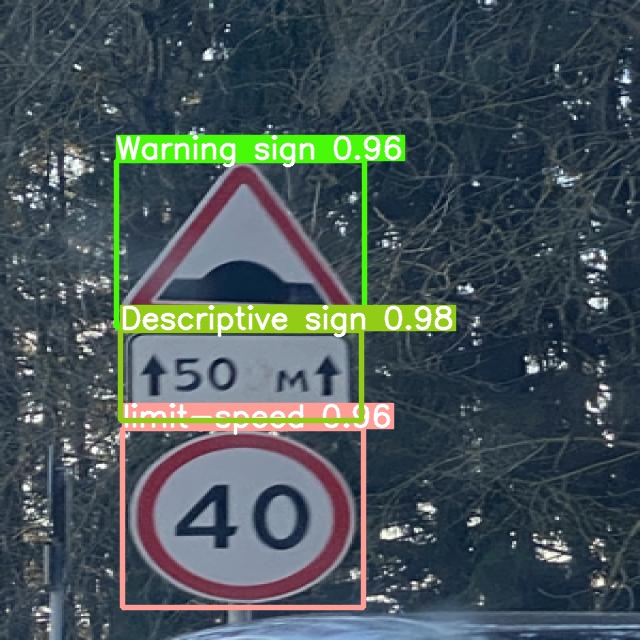 Warning sign 0.96
Descriptive sign 0.98
↑50 м↑
limit-speed 0.96
40